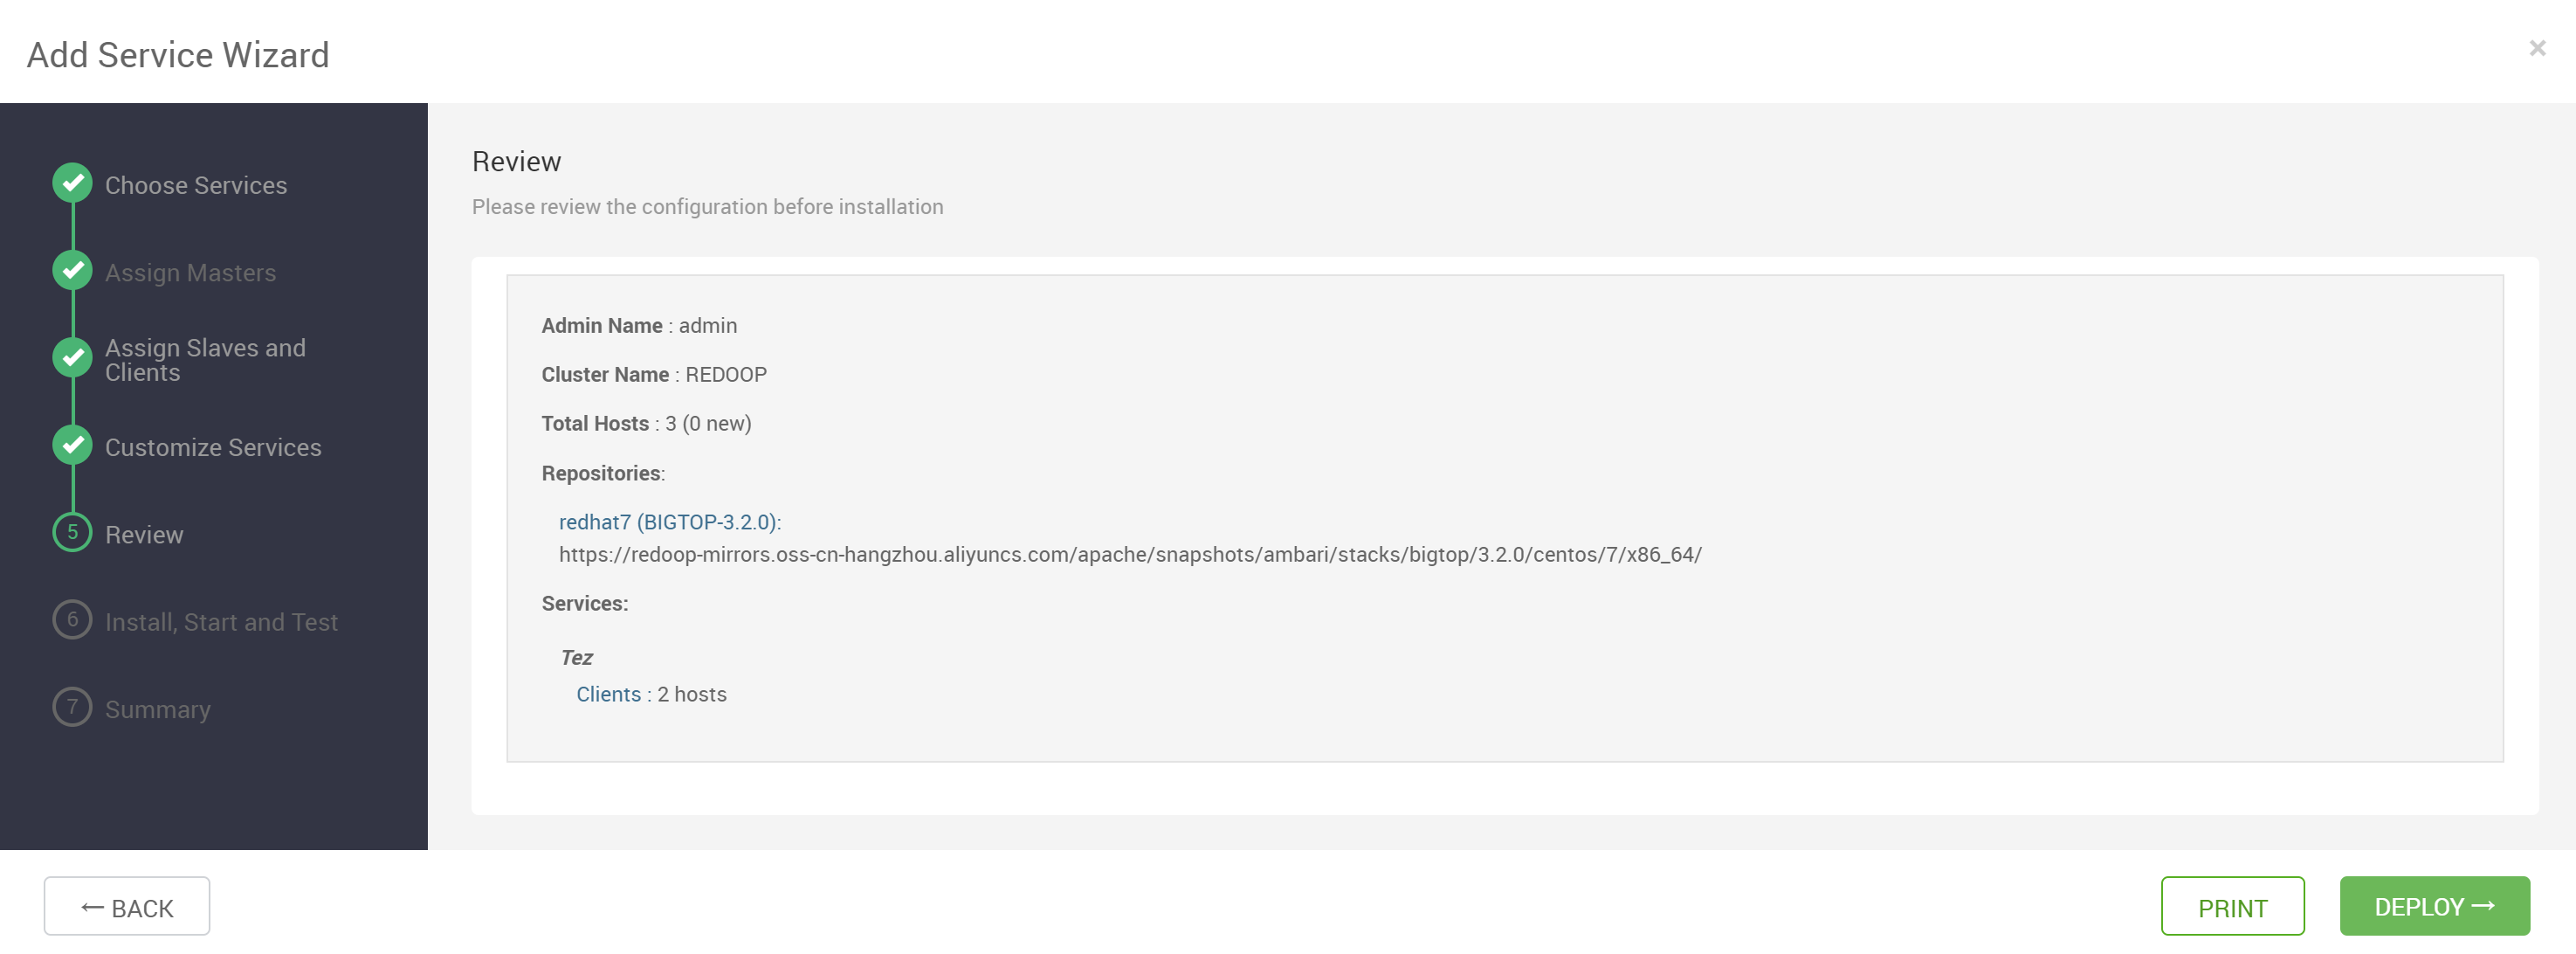 Add Service Wizard
×
Choose Services
Assign Masters
Assign Slaves and
Clients
Customize Services
5 Review
6 Install, Start and Test
7 Summary
Review
Please review the configuration before installation
Admin Name : admin
Cluster Name : REDOOP
Total Hosts : 3 (0 new)
Repositories:
redhat7 (BIGTOP-3.2.0):
https://redoop-mirrors.oss-cn-hangzhou.aliyuncs.com/apache/snapshots/ambari/stacks/bigtop/3.2.0/centos/7/x86_64/
Services:
Tez
Clients : 2 hosts
← BACK
PRINT
DEPLOY →